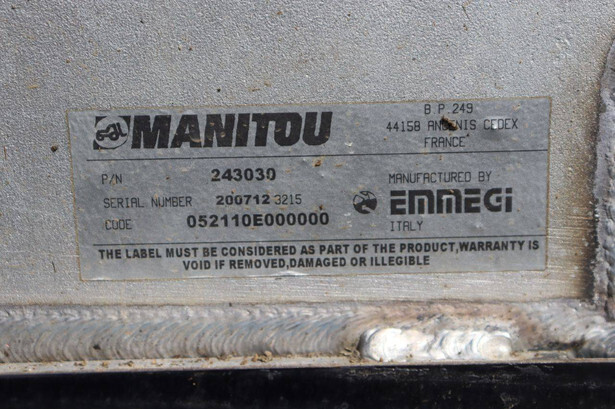 MANITOU
B P.249
44158 ANCENIS CEDEX
FRANCE
P/N 243030
SERIAL NUMBER 200712 3215
CODE 052110E000000
MANUFACTURED BY
EMMEGI
ITALY
THE LABEL MUST BE CONSIDERED AS PART OF THE PRODUCT,WARRANTY IS
VOID IF REMOVED,DAMAGED OR ILLEGIBLE